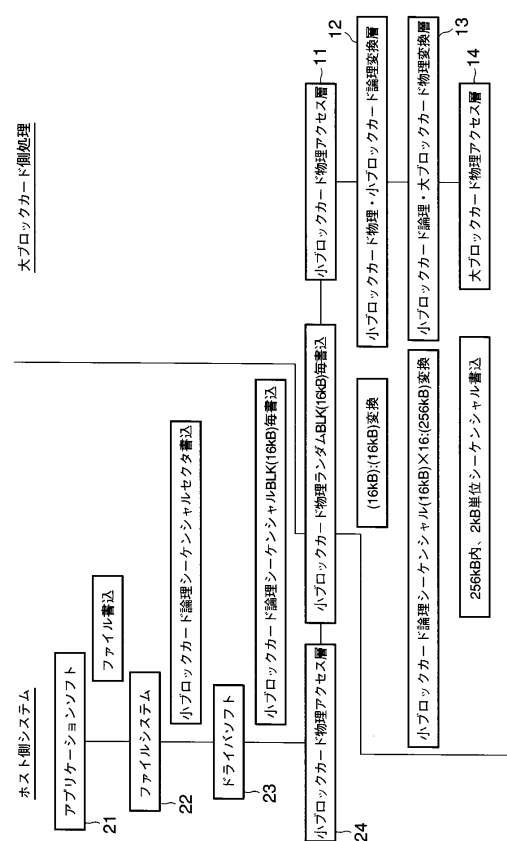 ホスト側システム
アプリケーションソフト
21
ファイル書込
ファイルシステム
22
小ブロックカード論理シーケンシャルセクタ書込
ドライバソフト
23
小ブロックカード論理シーケンシャルBLK(16kB)毎書込
小ブロックカード物理アクセス層
24
小ブロックカード物理ランダムBLK(16kB)毎書込
大ブロックカード側処理
小ブロックカード物理アクセス層
11
(16kB):(16kB)変換
小ブロックカード物理・小ブロックカード論理変換層
12
小ブロックカード論理シーケンシャル(16kB)×16:(256kB)変換
小ブロックカード論理・大ブロックカード物理変換層
13
256kB内、2kB単位シーケンシャル書込
大ブロックカード物理アクセス層
14